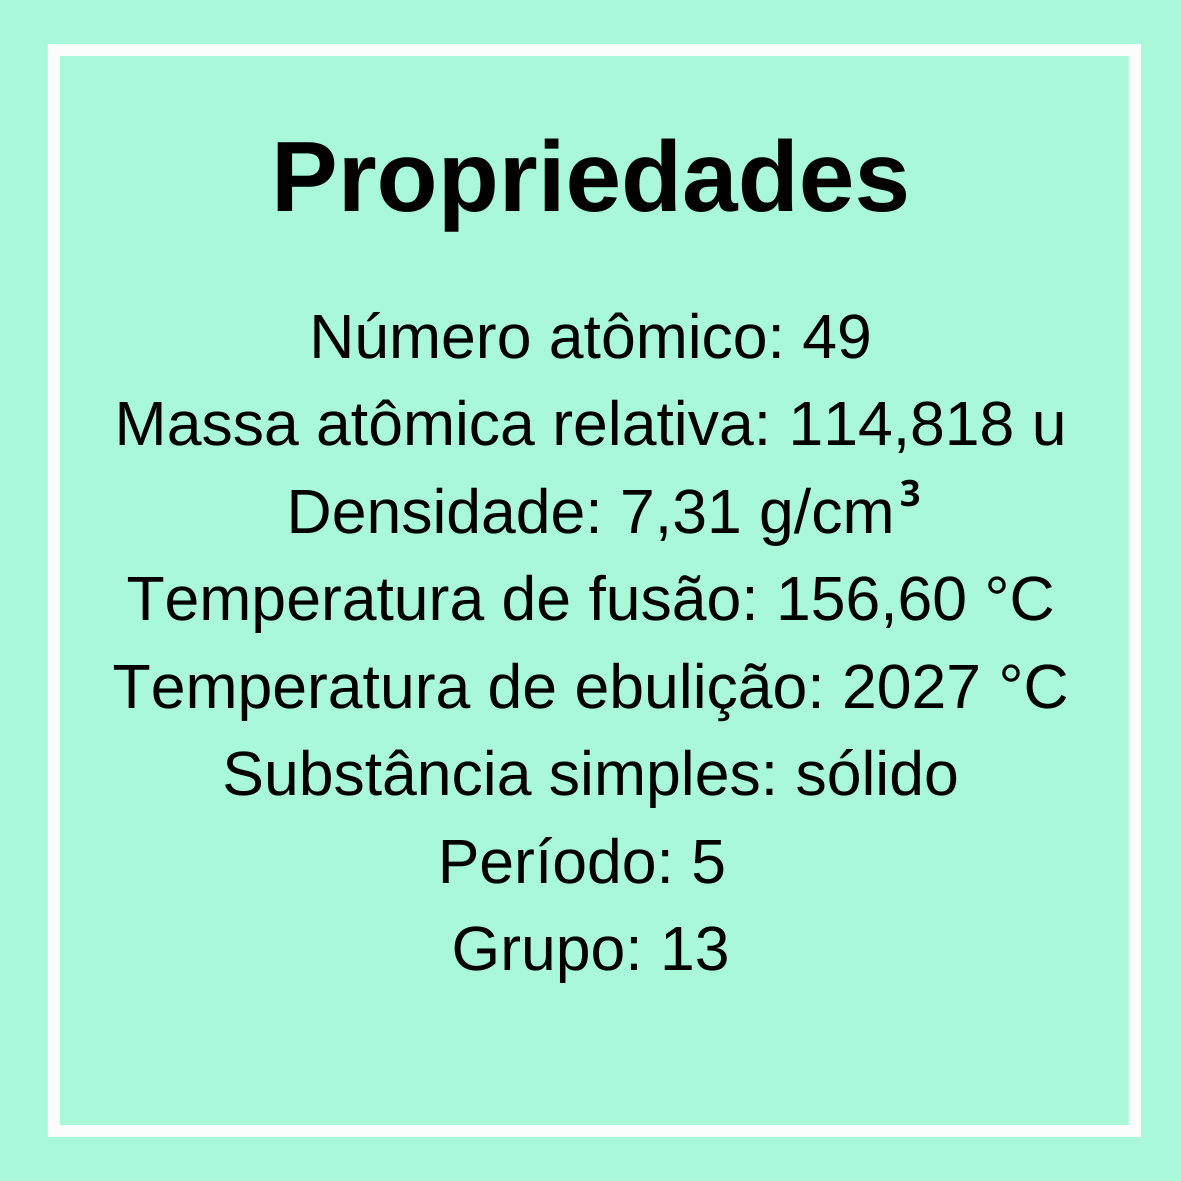 Propriedades
Número atômico: 49
Massa atômica relativa: 114,818 u
Densidade: 7,31 g/cm³
Temperatura de fusão: 156,60 °C
Temperatura de ebulição: 2027 °C
Substância simples: sólido
Período: 5
Grupo: 13